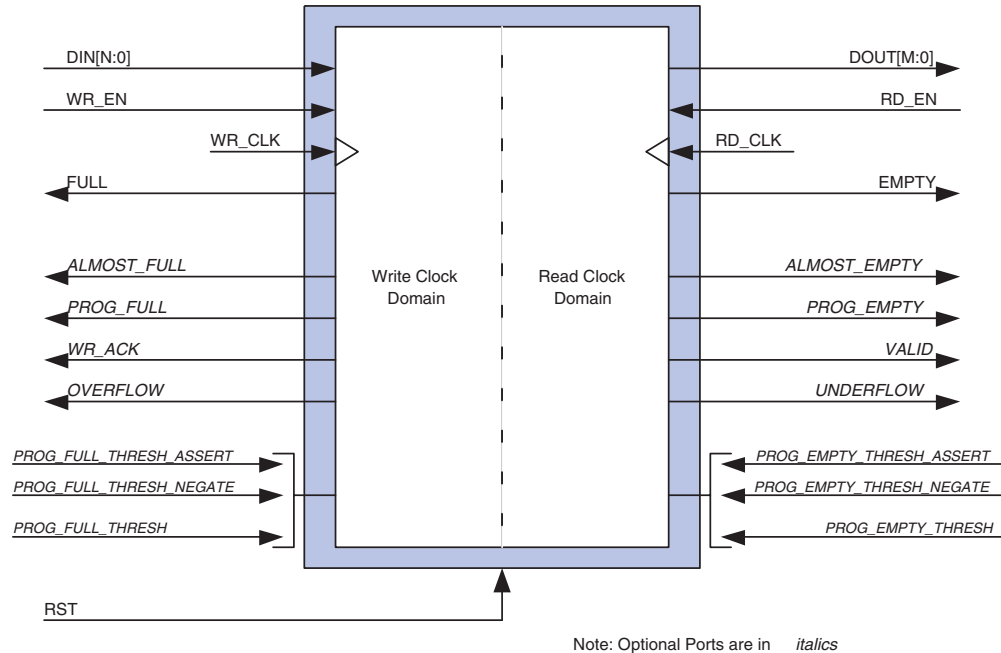 DIN[N:0]
WR_EN
WR_CLK
FULL
ALMOST_FULL
PROG_FULL
WR_ACK
OVERFLOW
PROG_FULL_THRESH_ASSERT
PROG_FULL_THRESH_NEGATE
PROG_FULL_THRESH
Write Clock
Domain
Read Clock
Domain
DOUT[M:0]
RD_EN
RD_CLK
EMPTY
ALMOST_EMPTY
PROG_EMPTY
VALID
UNDERFLOW
PROG_EMPTY_THRESH_ASSERT
PROG_EMPTY_THRESH_NEGATE
PROG_EMPTY_THRESH
RST
Note: Optional Ports are in italics